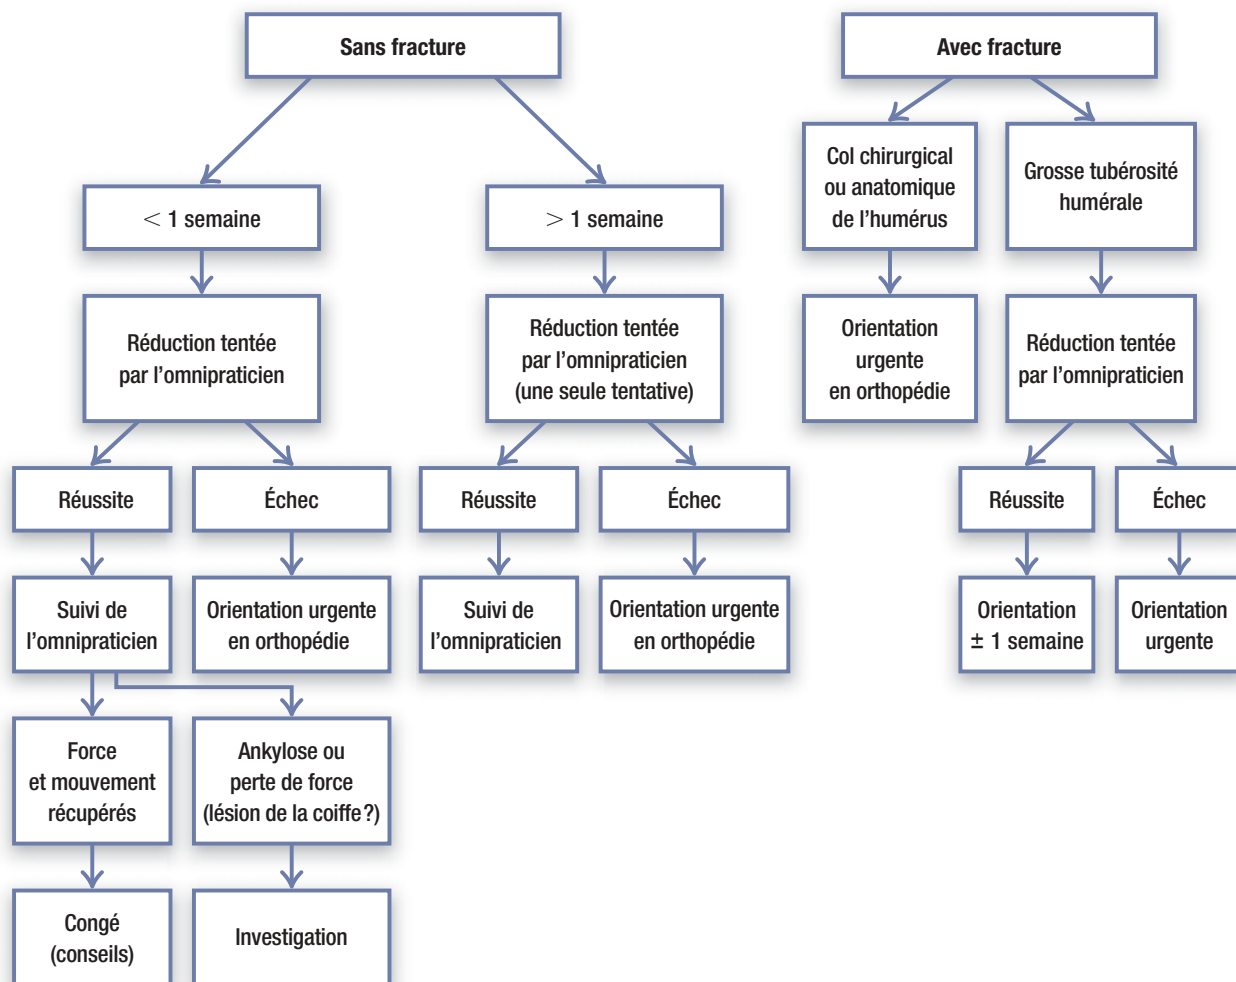 Sans fracture
Avec fracture
< 1 semaine
> 1 semaine
Col chirurgical
ou anatomique
de l’humérus
Grosse tubérosité
humérale
Réduction tentée
par l’omnipraticien
Réduction tentée
par l’omnipraticien
(une seule tentative)
Orientation
urgente
en orthopédie
Réduction tentée
par l’omnipraticien
Réussite
Échec
Réussite
Échec
Réussite
Échec
Suivi de
l’omnipraticien
Orientation urgente
en orthopédie
Suivi de
l’omnipraticien
Orientation urgente
en orthopédie
Orientation
± 1 semaine
Orientation
urgente
Force
et mouvement
récupérés
Ankylose ou
perte de force
(lésion de la coiffe?)
Congé
(conseils)
Investigation